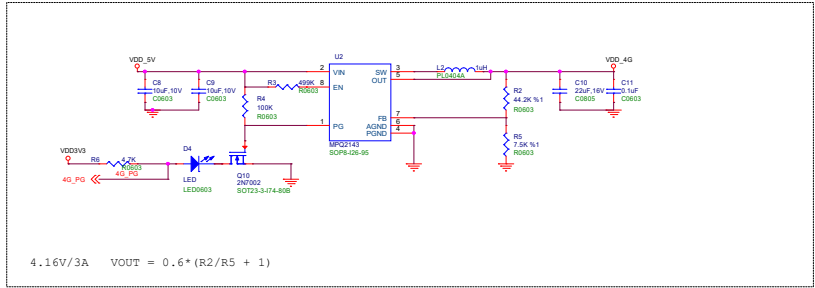 U2
VDD_5V
VDD_4G
2
VIN
SW
3
L2
1uH
PL0404A
OUT
5
C8
10uF,10V
C0603
C9
10uF,10V
C0603
R3
499K
R0603
8
EN
R4
100K
R0603
R2
44.2K %1
R0603
C10
22uF,16V
C0805
C11
0.1uF
C0603
1
PG
FB
7
AGND
6
PGND
4
MPQ2143
SOP8-I26-95
R5
7.5K %1
R0603
VDD3V3
R6
4.7K
R0603
4G_PG
4G_PG
D4
LED
LED0603
Q10
2N7002
SOT23-3-I74-80B
4.16V/3A VOUT = 0.6*(R2/R5 + 1)